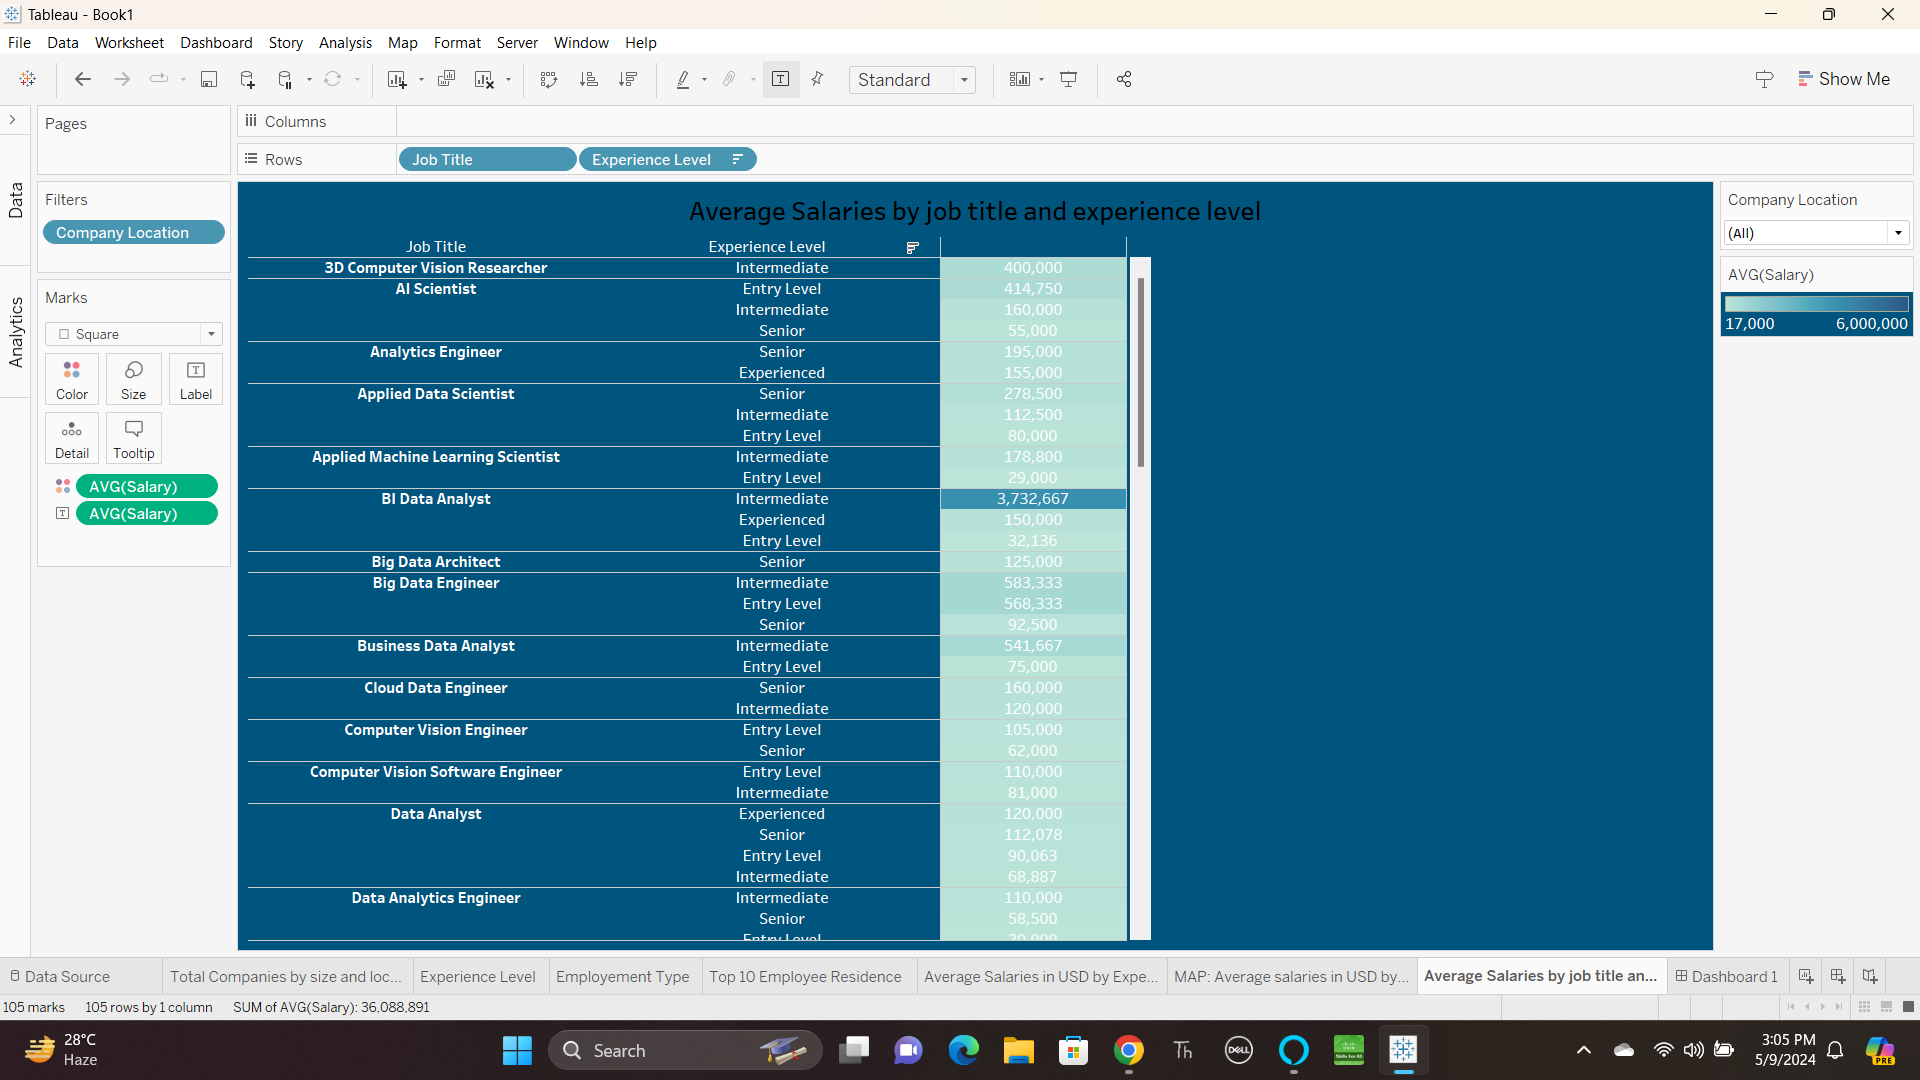 Tableau - Book1
File Data Worksheet Dashboard Story Analysis Map Format Server Window Help
Standard
Show Me
Pages
Columns
Rows
Job Title
Experience Level
Data
Analytics
Filters
Company Location
Marks
Square
Color
Size
Label
Detail
Tooltip
AVG(Salary)
AVG(Salary)
Average Salaries by job title and experience level
Job Title Experience Level
3D Computer Vision Researcher Intermediate 400,000
AI Scientist Entry Level 414,750
Intermediate 160,000
Senior 55,000
Analytics Engineer Senior 195,000
Experienced 155,000
Applied Data Scientist Senior 278,500
Intermediate 112,500
Entry Level 80,000
Applied Machine Learning Scientist Intermediate 178,800
Entry Level 29,000
BI Data Analyst Intermediate 3,732,667
Experienced 150,000
Entry Level 32,136
Big Data Architect Senior 125,000
Big Data Engineer Intermediate 583,333
Entry Level 568,333
Senior 92,500
Business Data Analyst Intermediate 541,667
Entry Level 75,000
Cloud Data Engineer Senior 160,000
Intermediate 120,000
Computer Vision Engineer Entry Level 105,000
Senior 62,000
Computer Vision Software Engineer Entry Level 110,000
Intermediate 81,000
Data Analyst Experienced 120,000
Senior 112,078
Entry Level 90,063
Intermediate 68,887
Data Analytics Engineer Intermediate 110,000
Senior 58,500
Entry Level 20,000
Company Location
(All)
AVG(Salary)
17,000 6,000,000
Data Source
Total Companies by size and loc...
Experience Level
Employement Type
Top 10 Employee Residence
Average Salaries in USD by Expe...
MAP: Average salaries in USD by...
Average Salaries by job title an...
Dashboard 1
105 marks 105 rows by 1 column SUM of AVG(Salary): 36,088,891
28°C
Haze
Search
Th
DELL
Skills For All
3:05 PM
5/9/2024
PRE